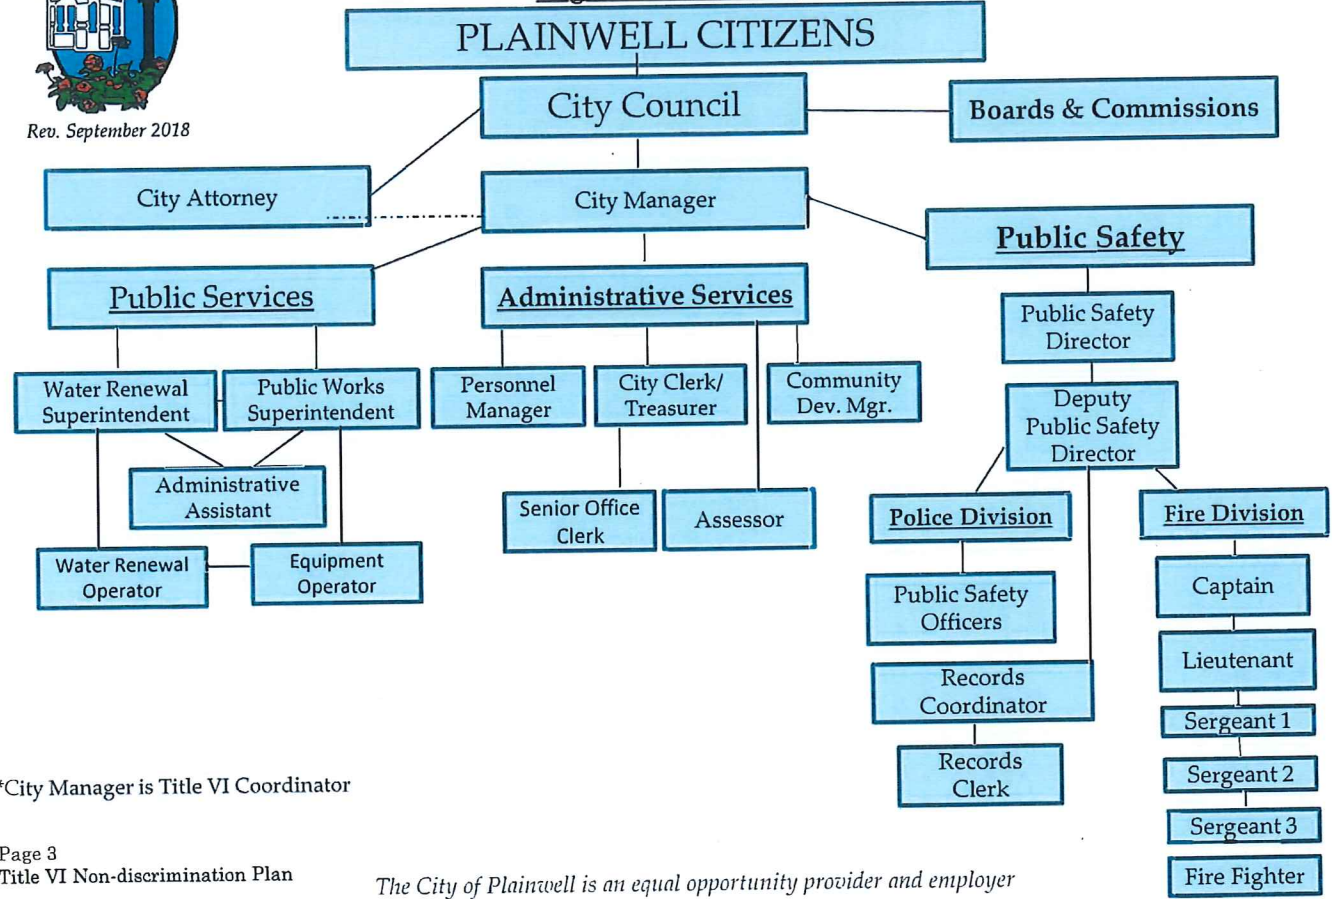 PLAINWELL CITIZENS
City Council
Boards & Commissions
Rev. September 2018
City Attorney
City Manager
Public Safety
Public Services
Administrative Services
Public Safety
Director
Water Renewal
Superintendent
Public Works
Superintendent
Personnel
Manager
City Clerk/
Treasurer
Community
Dev. Mgr.
Deputy
Public Safety
Director
Administrative
Assistant
Senior Office
Clerk
Assessor
Police Division
Fire Division
Water Renewal
Operator
Equipment
Operator
Public Safety
Officers
Captain
Lieutenant
Records
Coordinator
Sergeant 1
Records
Clerk
Sergeant 2
Sergeant 3
Fire Fighter
*City Manager is Title VI Coordinator
Page 3
Title VI Non-discrimination Plan
The City of Plainwell is an equal opportunity provider and employer